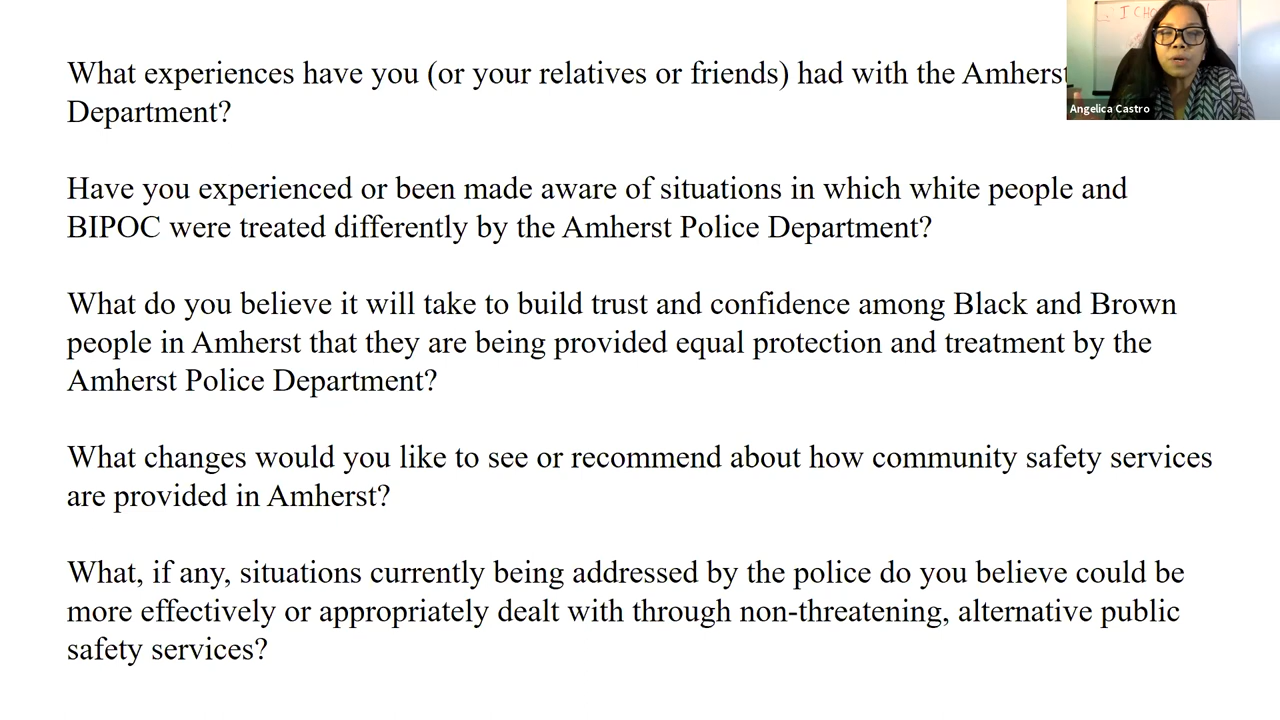 What experiences have you (or your relatives or friends) had with the Amherst
Department?
Have you experienced or been made aware of situations in which white people and
BIPOC were treated differently by the Amherst Police Department?
What do you believe it will take to build trust and confidence among Black and Brown
people in Amherst that they are being provided equal protection and treatment by the
Amherst Police Department?
What changes would you like to see or recommend about how community safety services
are provided in Amherst?
What, if any, situations currently being addressed by the police do you believe could be
more effectively or appropriately dealt with through non-threatening, alternative public
safety services?
I
Angelica Castro